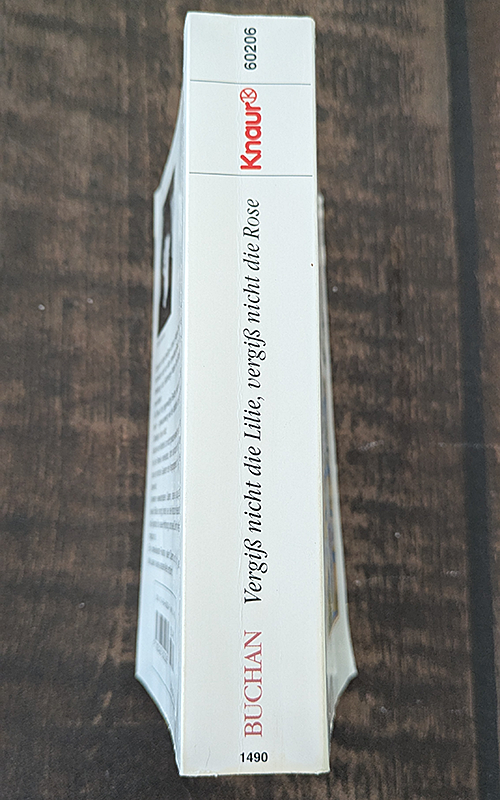 60206
Knaur
Vergiß nicht die Lilie, vergiß nicht die Rose
BUCHAN
1490